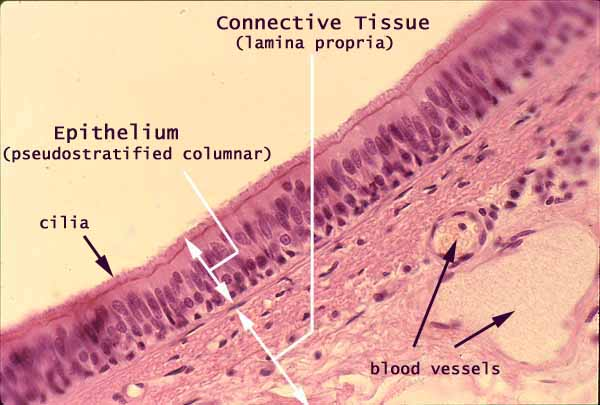 Connective Tissue
(lamina propria)
Epithelium
(pseudostratified columnar)
cilia
blood vessels